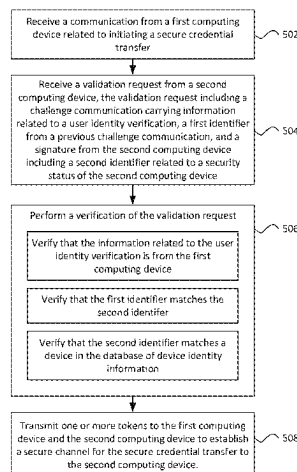 Receive a communication from a first computing
device related to initiating a secure credential
transfer
502
Receive a validation request from a second
computing device, the validation request including a
challenge communication carrying information
related to a user identity verification, a first identifier
from a previous challenge communication, and a
signature from the second computing device
including a second identifier related to a security
status of the second computing device
504
Perform a verification of the validation request
506
Verify that the information related to the user
identity verification is from the first
computing device
Verify that the first identifier matches the
second identifer
Verify that the second identifier matches a
device in the database of device identity
information
Transmit one or more tokens to the first computing
device and the second computing device to establish
a secure channel for the secure credential transfer to
the second computing device.
508